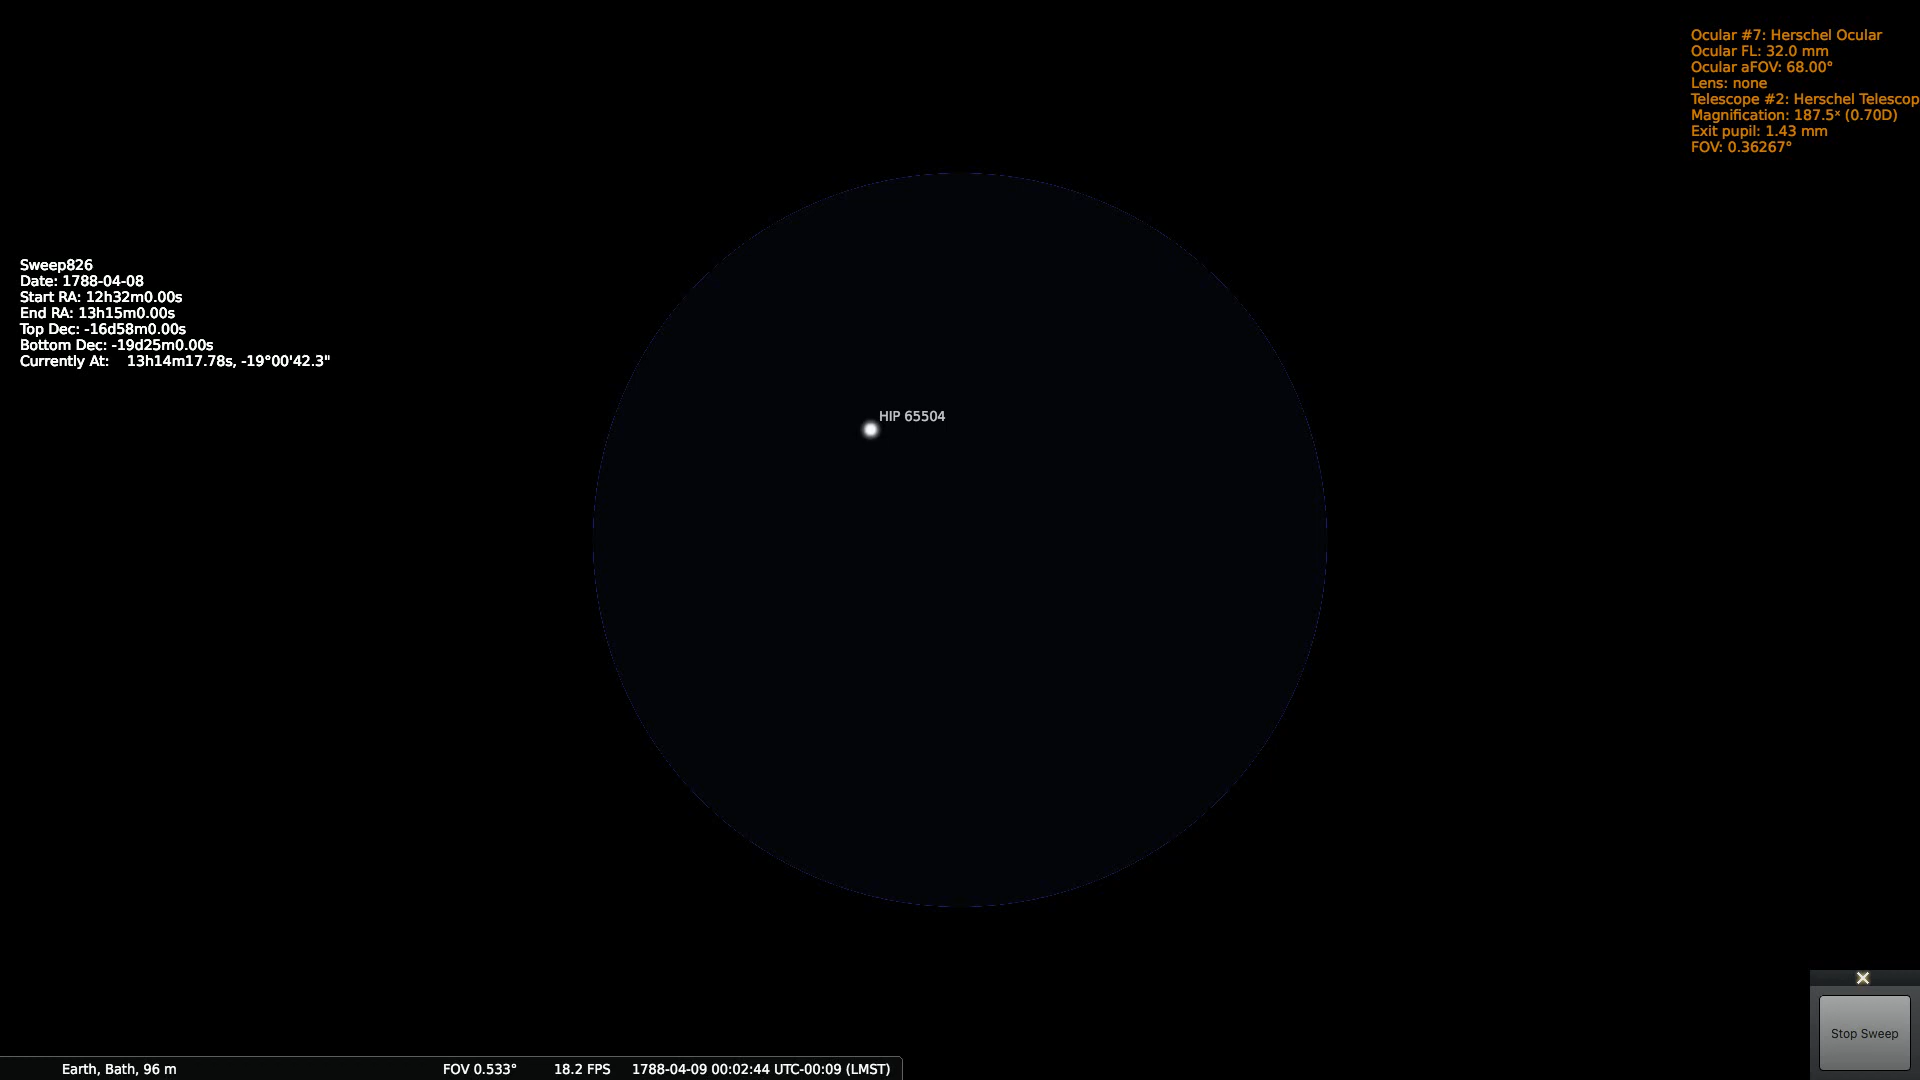 Ocular #7: Herschel Ocular
Ocular FL: 32.0 mm
Ocular aFOV: 68.00°
Lens: none
Telescope #2: Herschel Telescop
Magnification: 187.5ˣ (0.70D)
Exit pupil: 1.43 mm
FOV: 0.36267°
Sweep826
Date: 1788-04-08
Start RA: 12h32m0.00s
End RA: 13h15m0.00s
Top Dec: -16d58m0.00s
Bottom Dec: -19d25m0.00s
Currently At: 13h14m17.78s, -19°00'42.3"
HIP 65504
Stop Sweep
Earth, Bath, 96 m FOV 0.533° 18.2 FPS 1788-04-09 00:02:44 UTC-00:09 (LMST)